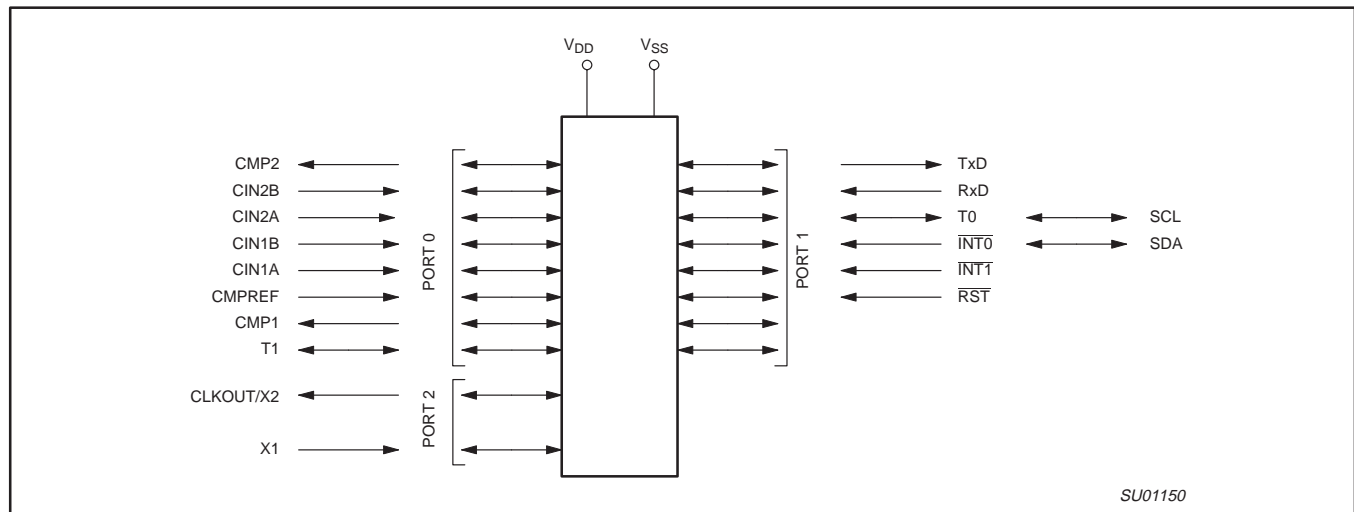 VDD VSS
CMP2 TxD
CIN2B RxD
CIN2A T0 SCL
CIN1B INT0 SDA
CIN1A INT1
CMPREF RST
CMP1
T1
PORT 0
PORT 1
CLKOUT/X2
X1
PORT 2
SU01150